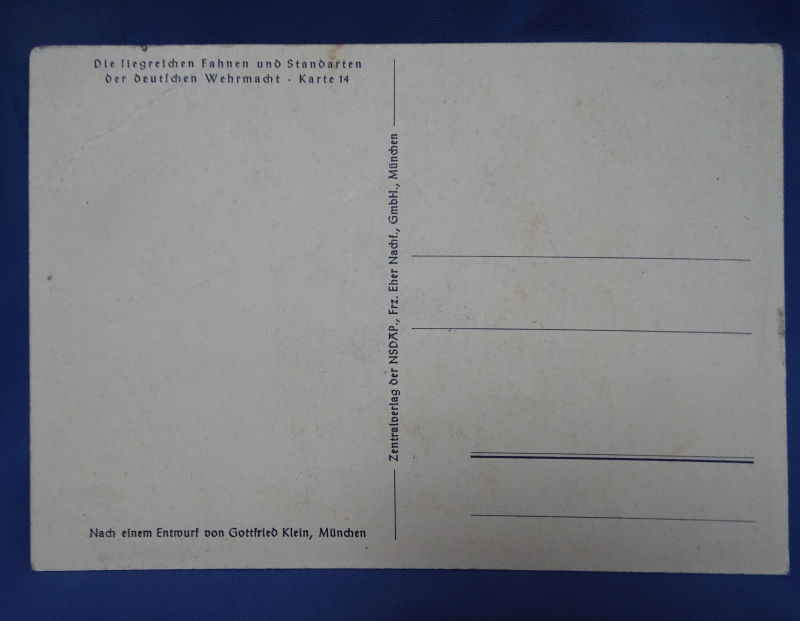 Die siegreichen Fahnen und Standarten
der deutschen Wehrmacht · Karte 14
Zentralverlag der NSDAP., Frz. Eher Nachf., GmbH., München
Nach einem Entwurf von Gottfried Klein, München